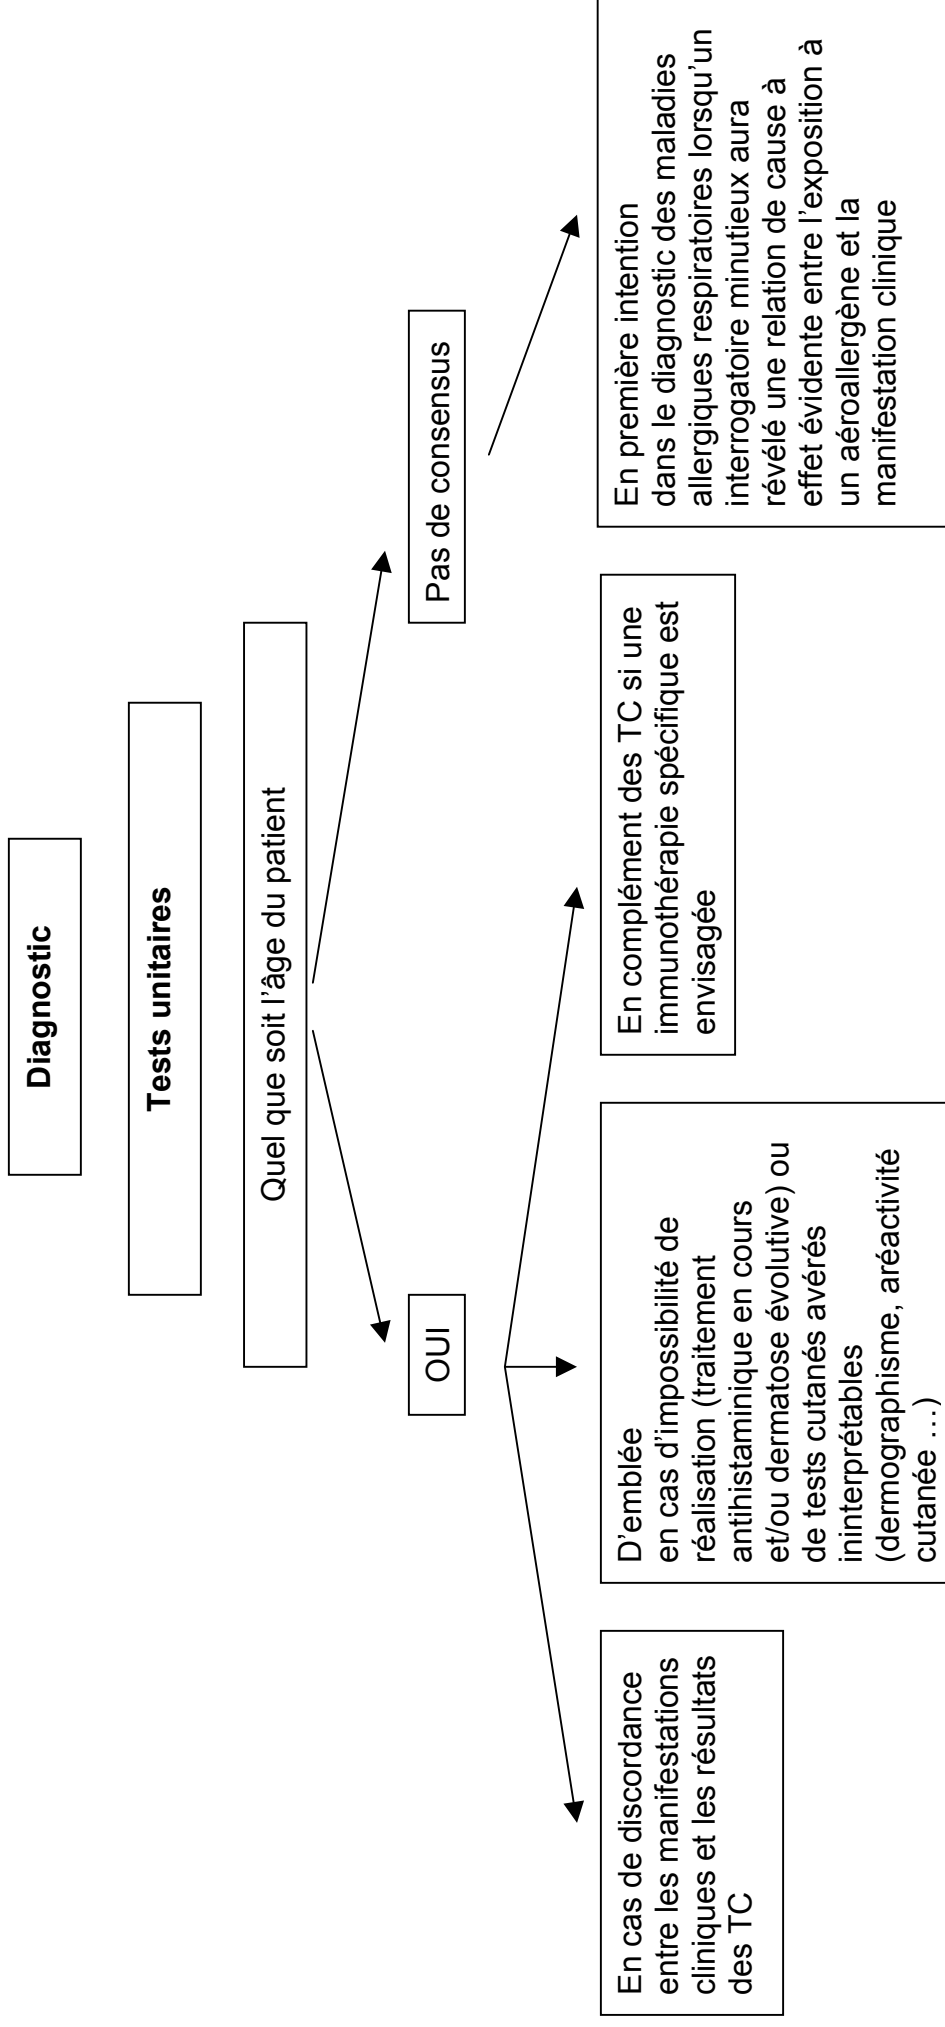 Diagnostic
Tests unitaires
Quel que soit l’âge du patient
OUI
Pas de consensus
En cas de discordance
entre les manifestations
cliniques et les résultats
des TC
D’emblée
en cas d’impossibilité de
réalisation (traitement
antihistaminique en cours
et/ou dermatose évolutive) ou
de tests cutanés avérés
ininterprétables
(dermographisme, aréactivité
cutanée …)
En complément des TC si une
immunothérapie spécifique est
envisagée
En première intention
dans le diagnostic des maladies
allergiques respiratoires lorsqu’un
interrogatoire minutieux aura
révélé une relation de cause à
effet évidente entre l’exposition à
un aéroallergène et la
manifestation clinique